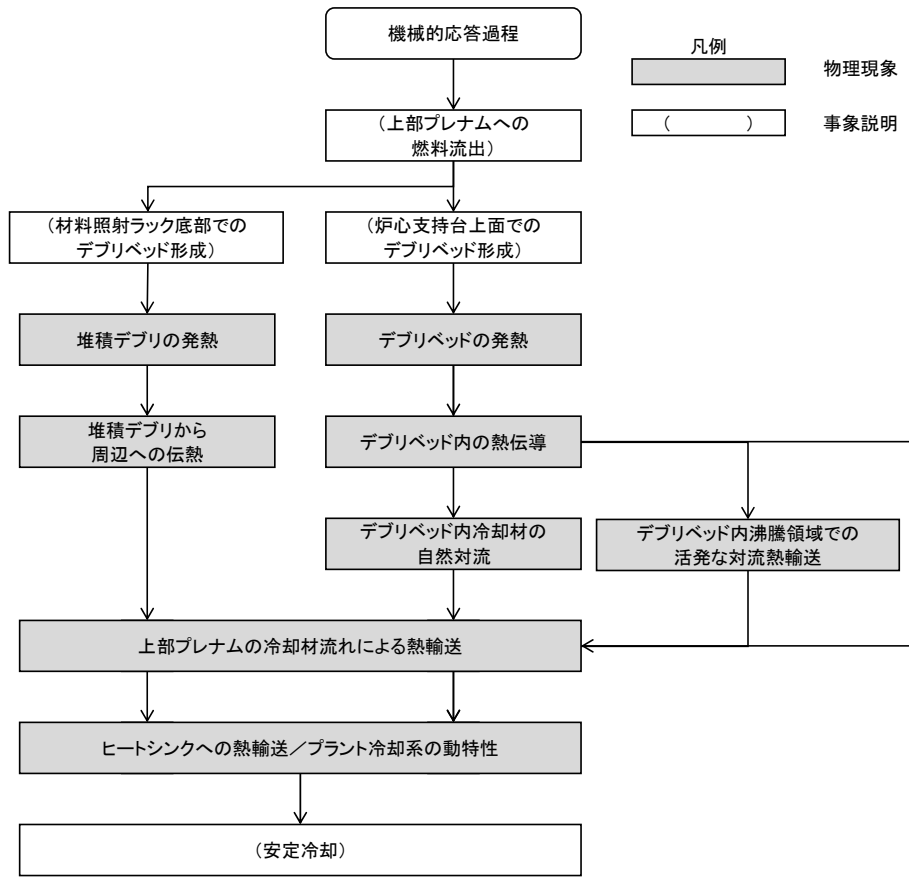 機械的応答過程
凡例
物理現象
( )
事象説明
(上部プレナムへの
燃料流出)
(材料照射ラック底部での
デブリベッド形成)
(炉心支持台上面での
デブリベッド形成)
堆積デブリの発熱
デブリベッドの発熱
堆積デブリから
周辺への伝熱
デブリベッド内の熱伝導
デブリベッド内冷却材の
自然対流
デブリベッド内沸騰領域での
活発な対流熱輸送
上部プレナムの冷却材流れによる熱輸送
ヒートシンクへの熱輸送／プラント冷却系の動特性
(安定冷却)